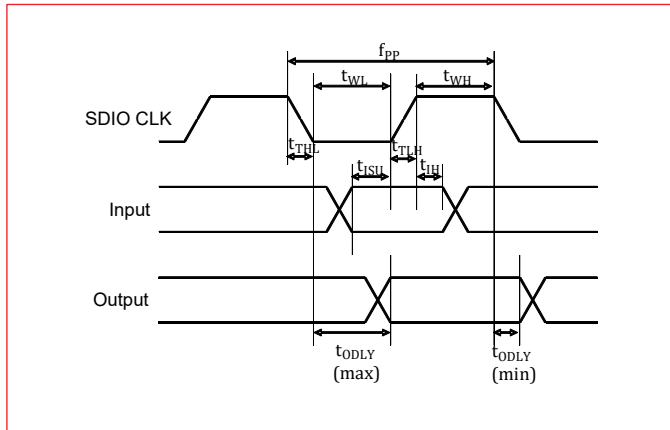 fPP
tWL
tWH
SDIO CLK
tTHL
tTLH
tISU
tIH
Input
Output
tODLY
(max)
tODLY
(min)